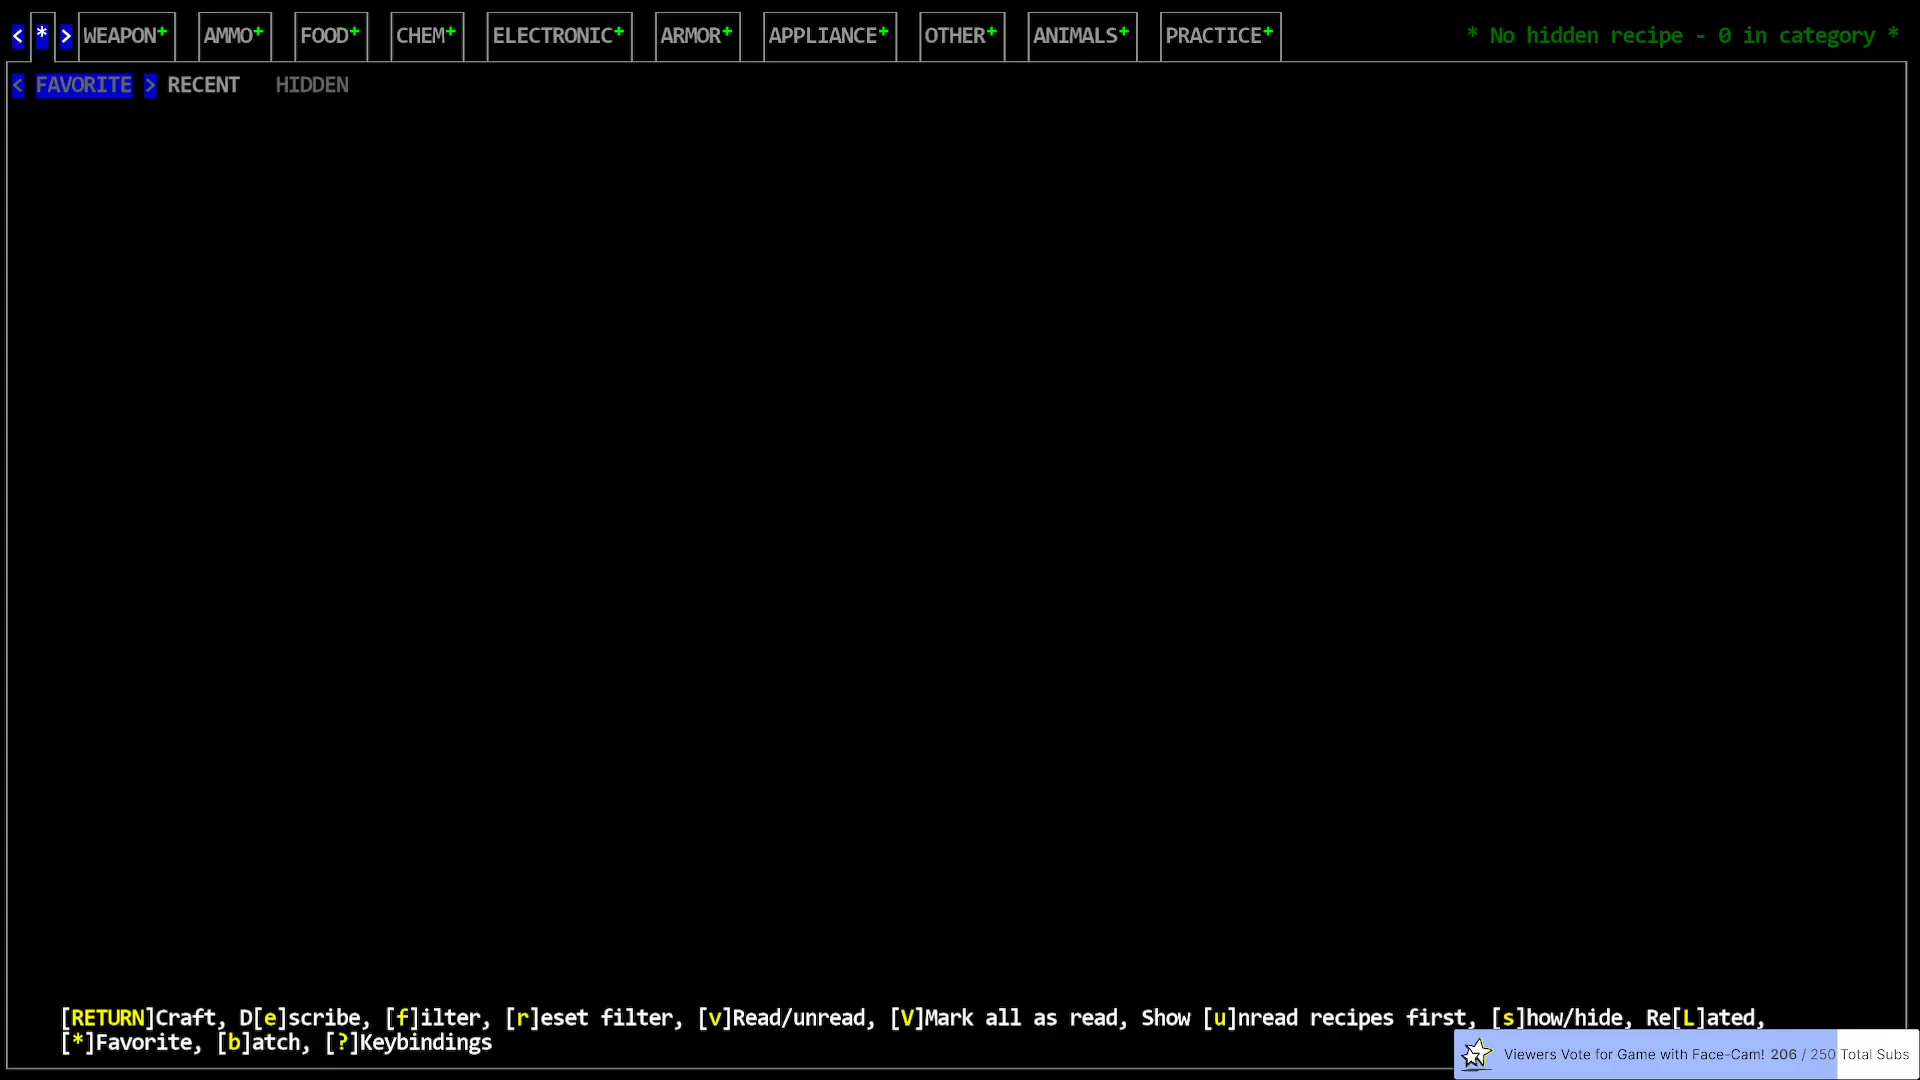 < * > WEAPON+ AMMO+ FOOD+ CHEM+ ELECTRONIC+ ARMOR+ APPLIANCE+ OTHER+ ANIMALS+ PRACTICE+ * No hidden recipe - 0 in category *
< FAVORITE > RECENT HIDDEN
[RETURN]Craft, D[e]scribe, [f]ilter, [r]eset filter, [v]Read/unread, [V]Mark all as read, Show [u]nread recipes first, [s]how/hide, Re[L]ated,
[*]Favorite, [b]atch, [?]Keybindings
Viewers Vote for Game with Face-Cam! 206 / 250 Total Subs